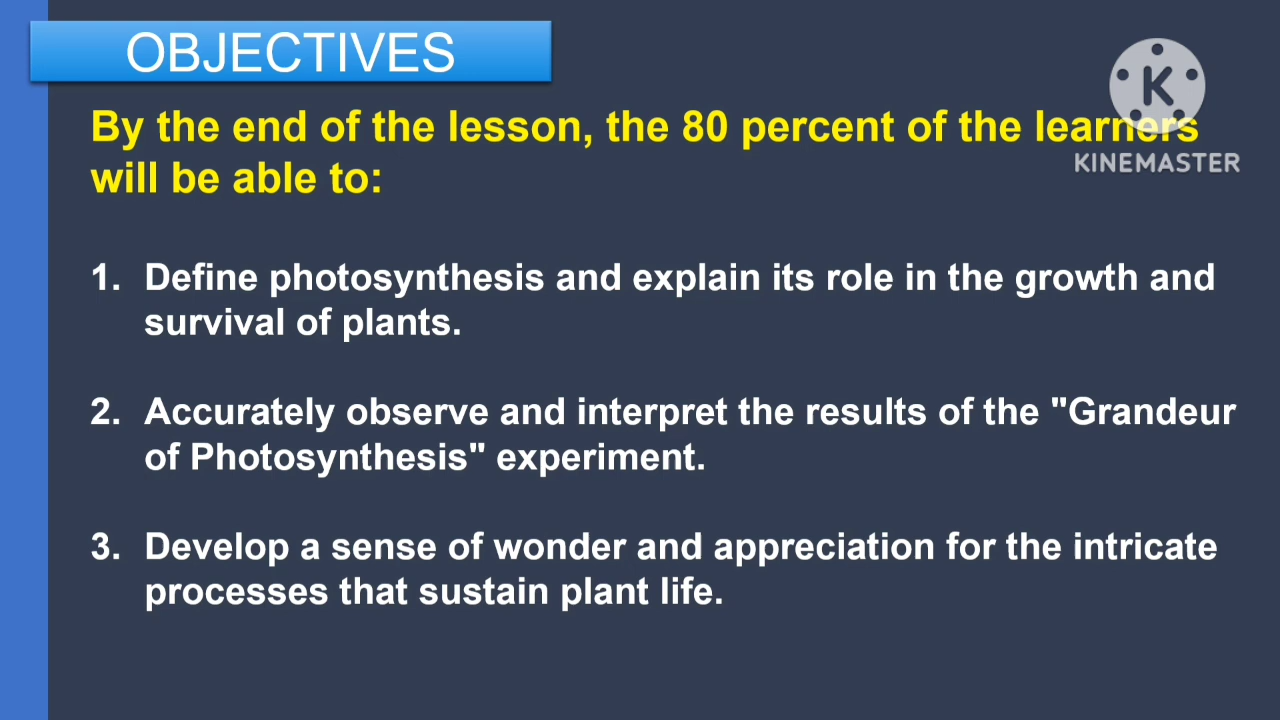 OBJECTIVES
By the end of the lesson, the 80 percent of the learners
will be able to:
K
KINEMASTER
1. Define photosynthesis and explain its role in the growth and
survival of plants.
2. Accurately observe and interpret the results of the "Grandeur
of Photosynthesis" experiment.
3. Develop a sense of wonder and appreciation for the intricate
processes that sustain plant life.